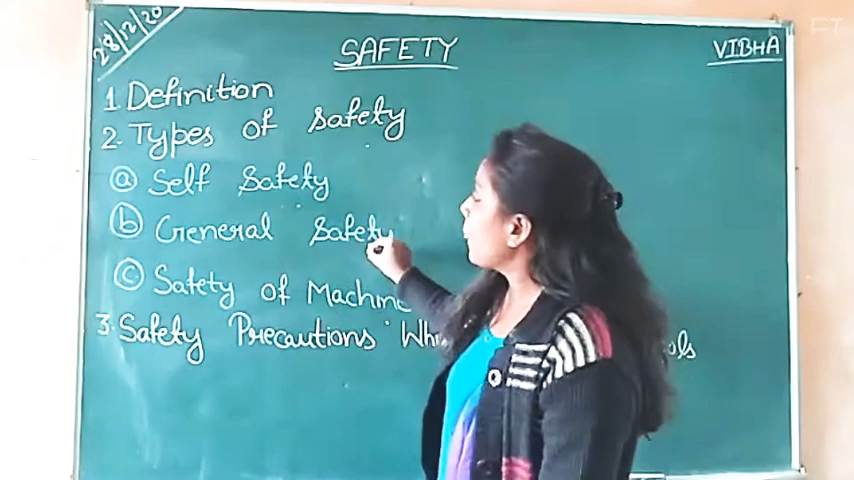 28/12/20
SAFETY
VIBHA
FT
1. Definition
2. Types of Safety
(a) Self Safety
(b) General Safety
(c) Safety of Machine
3. Safety Precautions